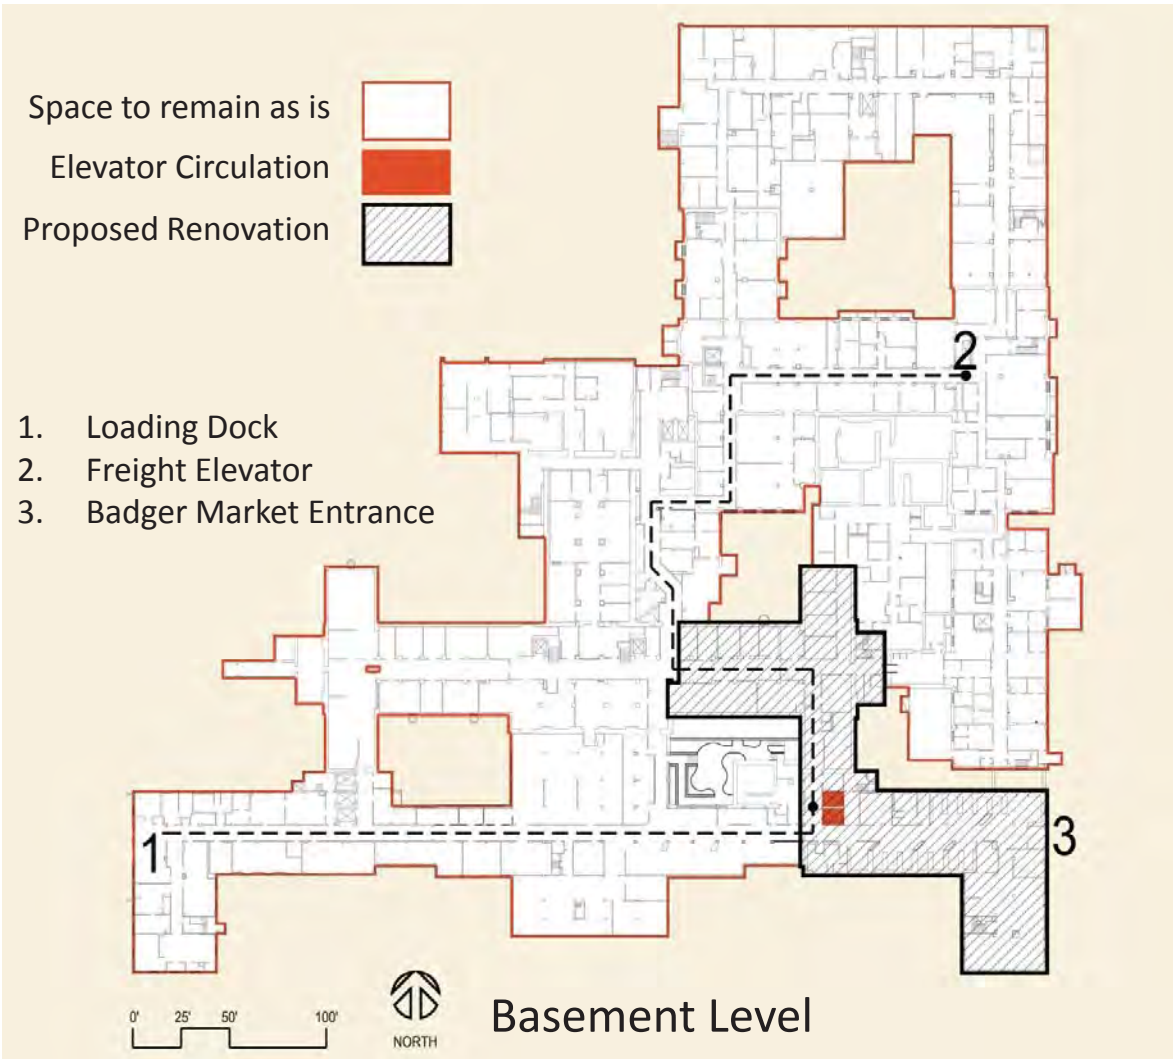 Space to remain as is
Elevator Circulation
Proposed Renovation
1. Loading Dock
2. Freight Elevator
3. Badger Market Entrance
2
1
3
0' 25' 50' 100'
NORTH
Basement Level